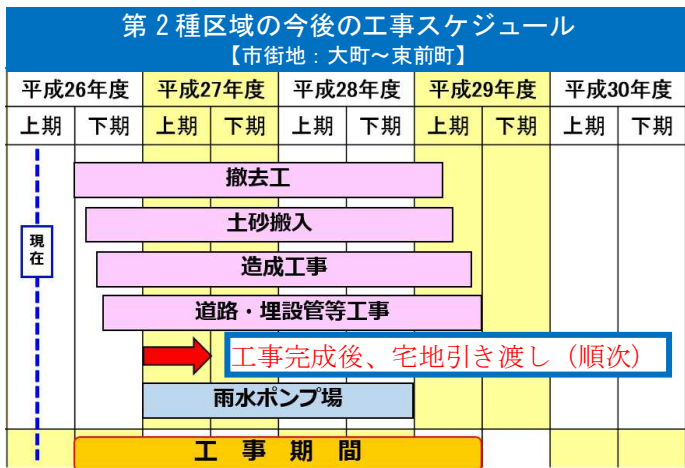 第2種区域の今後の工事スケジュール
【市街地：大町～東前町】
平成26年度 平成27年度 平成28年度 平成29年度 平成30年度
上期 下期 上期 下期 上期 下期 上期 下期 上期 下期
撤去工
土砂搬入
現在
造成工事
道路・埋設管等工事
工事完成後、宅地引き渡し（順次）
雨水ポンプ場
工事期間